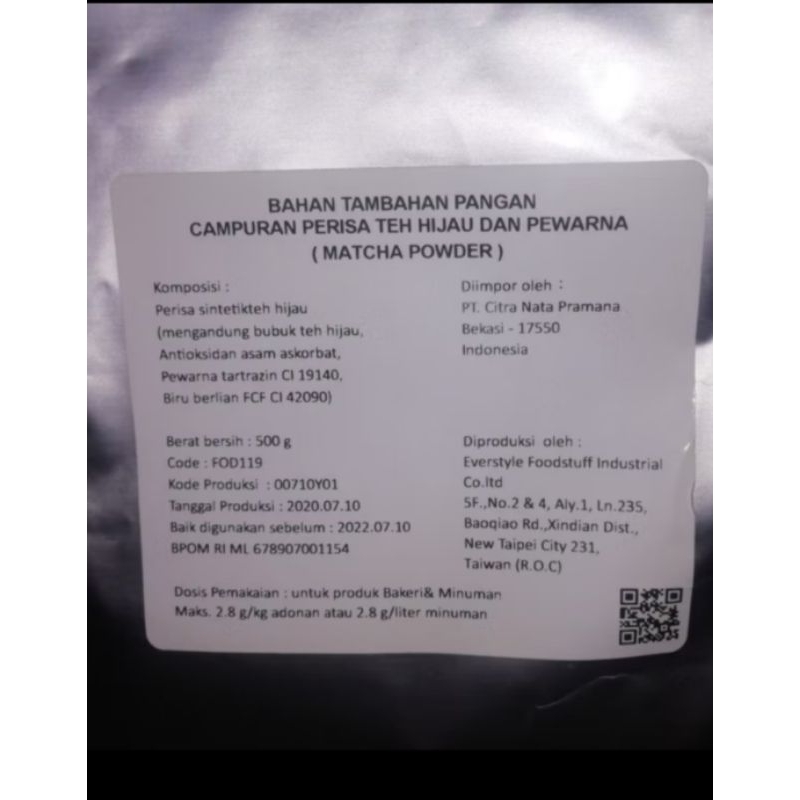 BAHAN TAMBAHAN PANGAN
CAMPURAN PERISA TEH HIJAU DAN PEWARNA
( MATCHA POWDER )
Komposisi :
Perisa sintetikteh hijau
(mengandung bubuk teh hijau,
Antioksidan asam askorbat,
Pewarna tartrazin CI 19140,
Biru berlian FCF CI 42090)
Diimpor oleh :
PT. Citra Nata Pramana
Bekasi - 17550
Indonesia
Berat bersih : 500 g
Code : FOD119
Kode Produksi : 00710Y01
Tanggal Produksi : 2020.07.10
Baik digunakan sebelum : 2022.07.10
BPOM RI ML 678907001154
Diproduksi oleh :
Everstyle Foodstuff Industrial
Co.ltd
5F.,No.2 & 4, Aly.1, Ln.235,
Baoqiao Rd.,Xindian Dist.,
New Taipei City 231,
Taiwan (R.O.C)
Dosis Pemakaian : untuk produk Bakeri& Minuman
Maks. 2.8 g/kg adonan atau 2.8 g/liter minuman